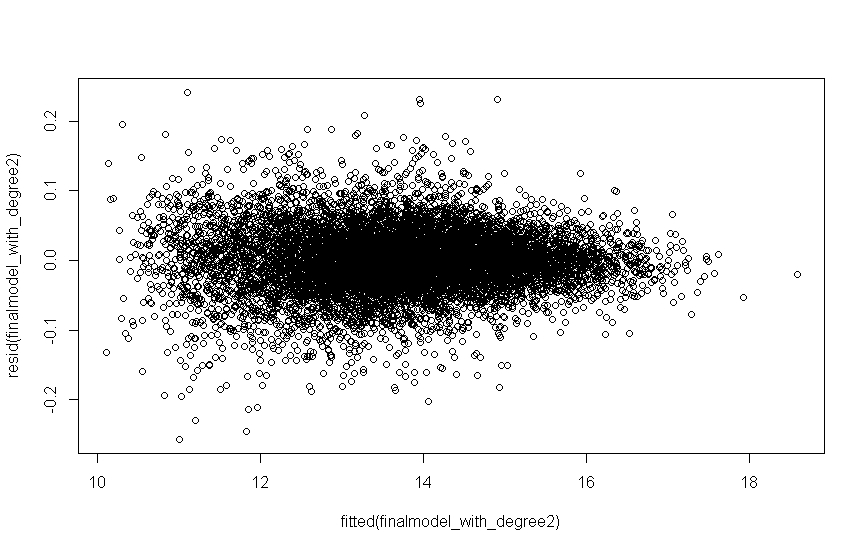 0.2
0.1
0.0
-0.1
-0.2
resid(finalmodel_with_degree2)
10 12 14 16 18
fitted(finalmodel_with_degree2)